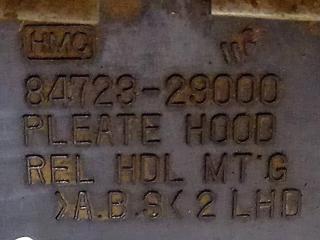 HMC
84723-29000
PLEATE HOOD
REL HDL MT'G
>A.B.S< 2 LHD